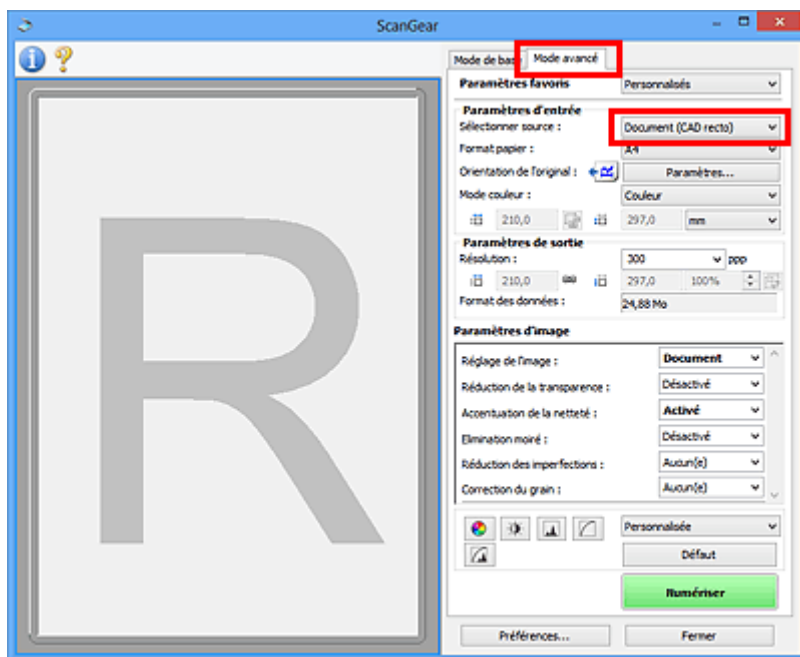 ScanGear
Mode de base Mode avancé
Paramètres favoris Personnalisés
Paramètres d'entrée
Sélectionner source : Document (CAD recto)
Format papier : A4
Orientation de l'original : Paramètres...
Mode couleur : Couleur
210,0 297,0 mm
Paramètres de sortie
Résolution : 300 ppp
210,0 297,0 100%
Format des données : 24,88 Mo
Paramètres d'image
Réglage de l'image : Document
Réduction de la transparence : Désactivé
Accentuation de la netteté : Activé
Elimination moiré : Désactivé
Réduction des imperfections : Aucun(e)
Correction du grain : Aucun(e)
Personnalisée
Défaut
Numériser
Préférences... Fermer
R